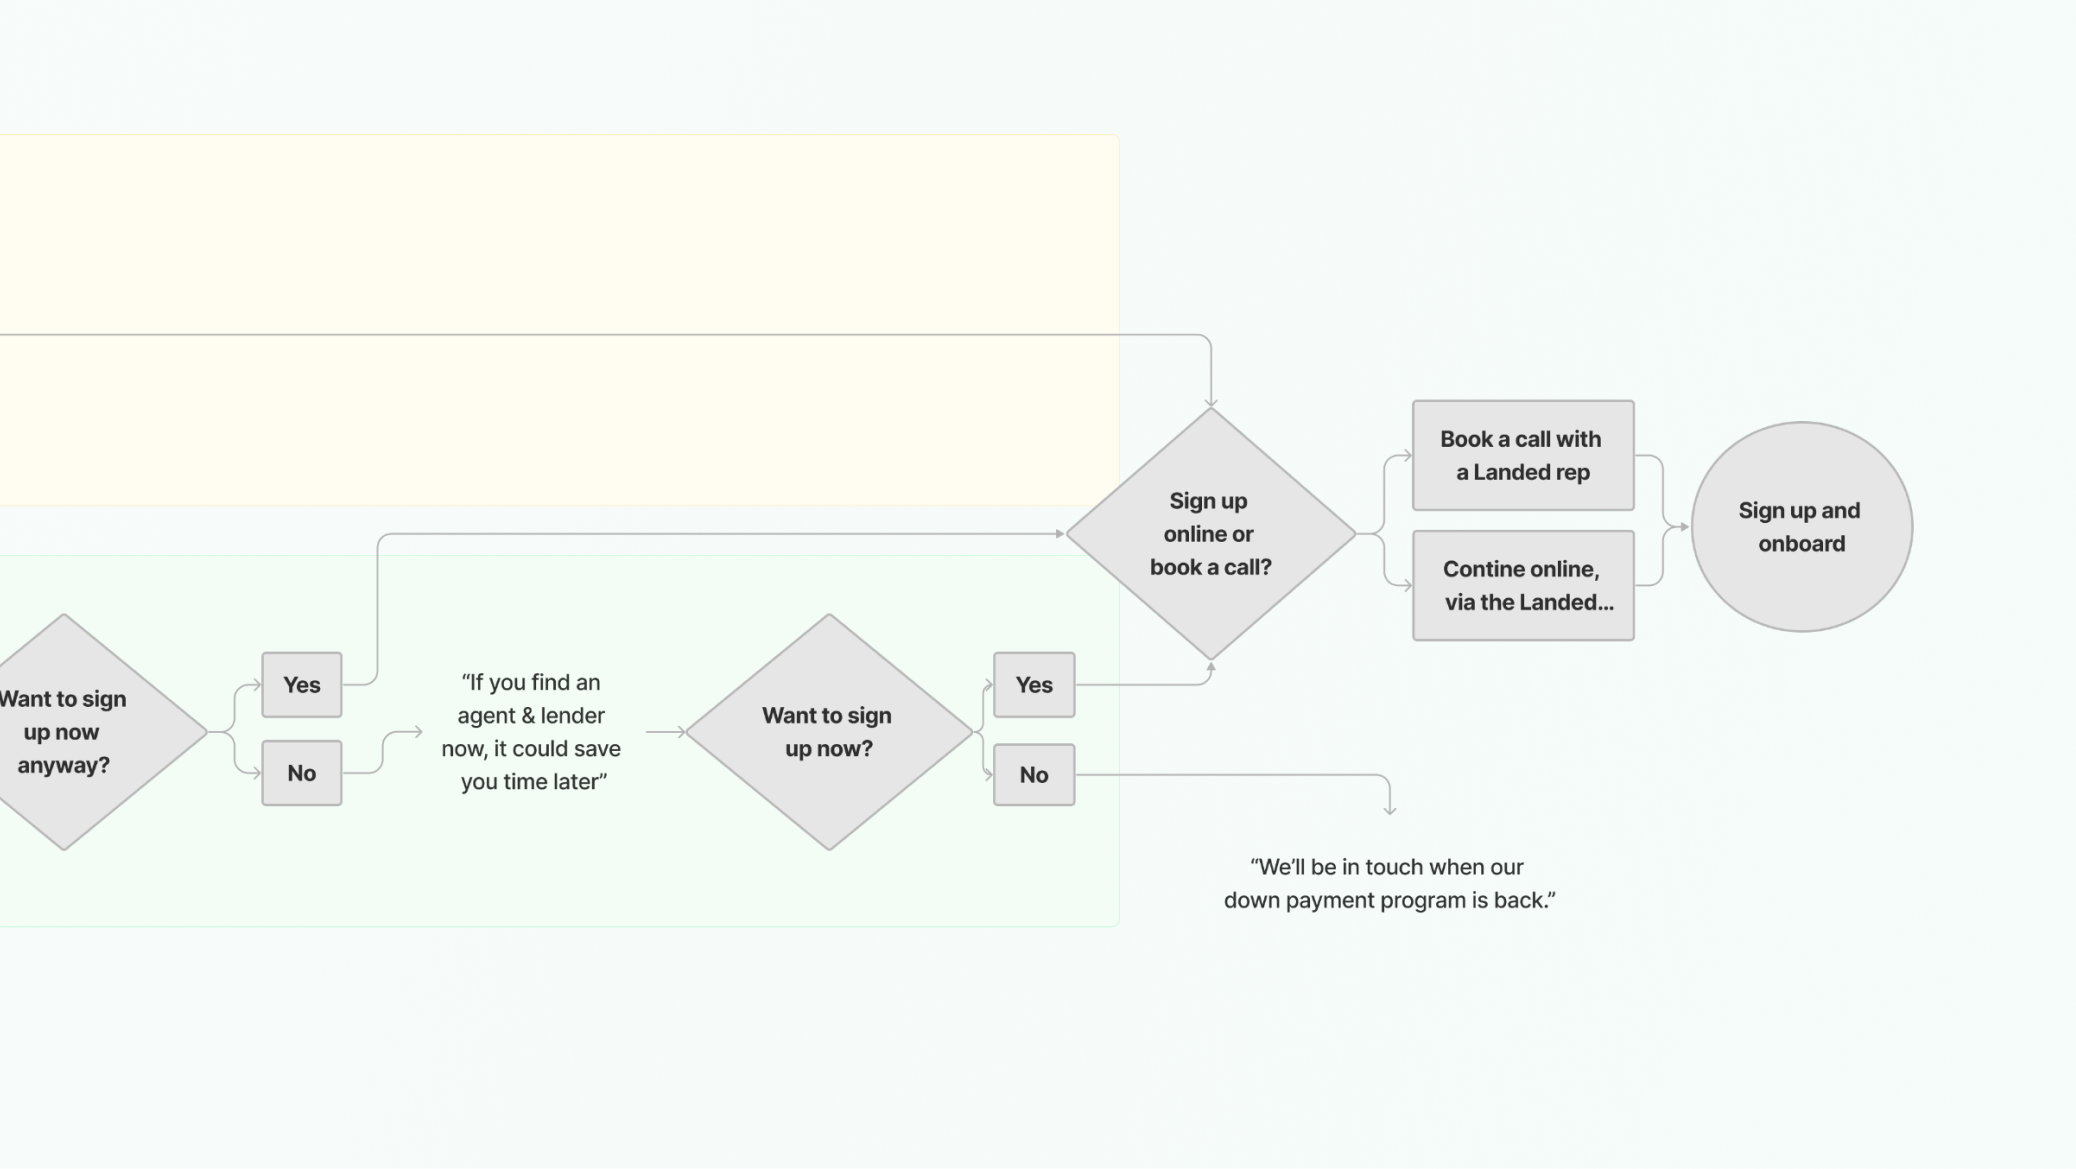 Want to sign
up now
anyway?
Yes
No
“If you find an
agent & lender
now, it could save
you time later”
Want to sign
up now?
Yes
No
Sign up
online or
book a call?
Book a call with
a Landed rep
Contine online,
via the Landed...
Sign up and
onboard
“We’ll be in touch when our
down payment program is back.”